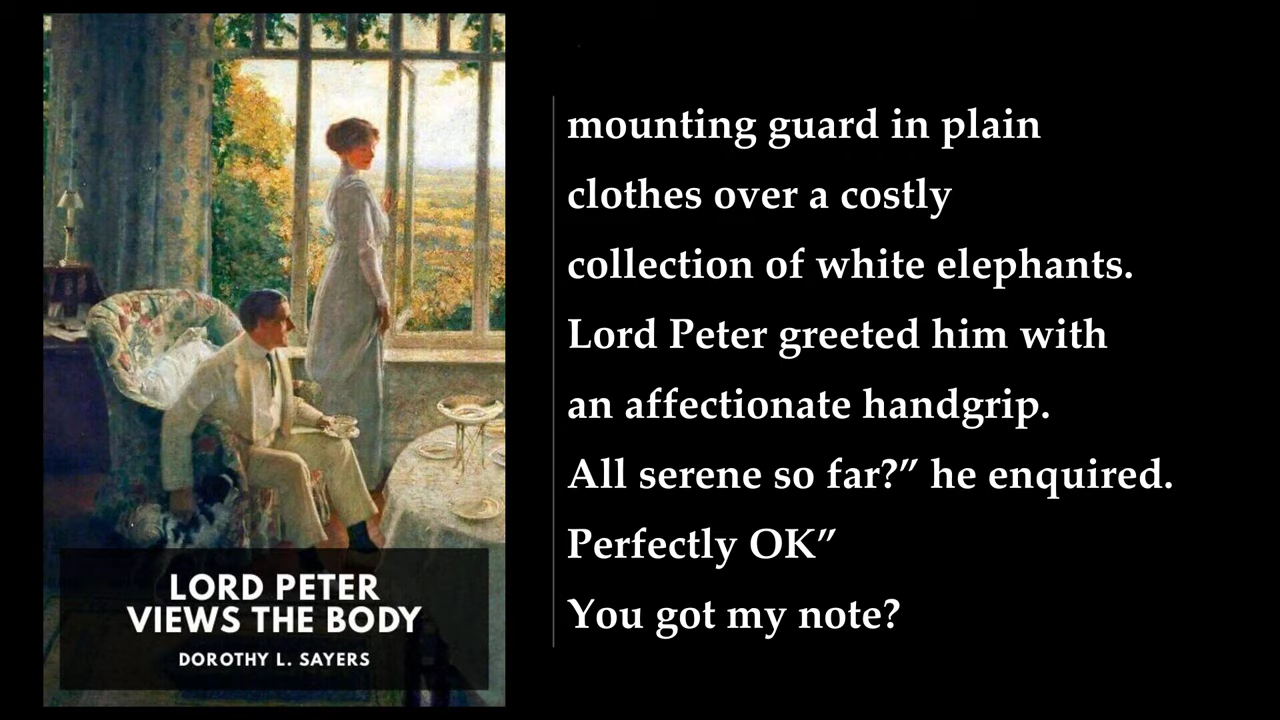 LORD PETER
VIEWS THE BODY
DOROTHY L. SAYERS
mounting guard in plain
clothes over a costly
collection of white elephants.
Lord Peter greeted him with
an affectionate handgrip.
All serene so far?” he enquired.
Perfectly OK”
You got my note?